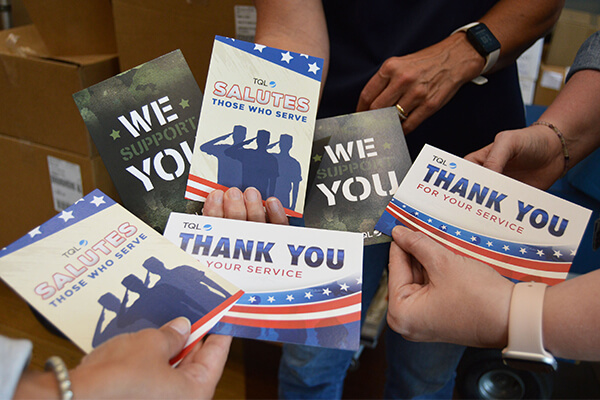 WE
SUPPORT
YOU
TQL
SALUTES
THOSE WHO SERVE
WE
SUPPORT
YOU
TQL
THANK YOU
FOR YOUR SERVICE
TQL
SALUTES
THOSE WHO SERVE
TQL
THANK YOU
YOUR SERVICE